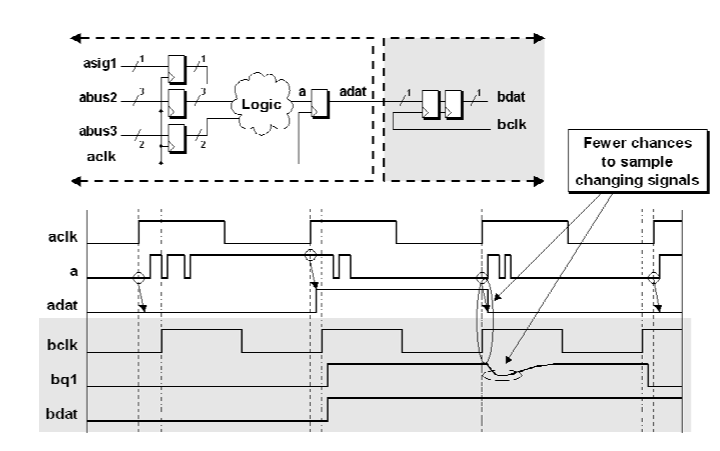 asig1
1
1
abus2
3
3
Logic
a
adat
1
1
bdat
abus3
2
2
bclk
aclk
Fewer chances
to sample
changing signals
aclk
a
adat
bclk
bq1
bdat